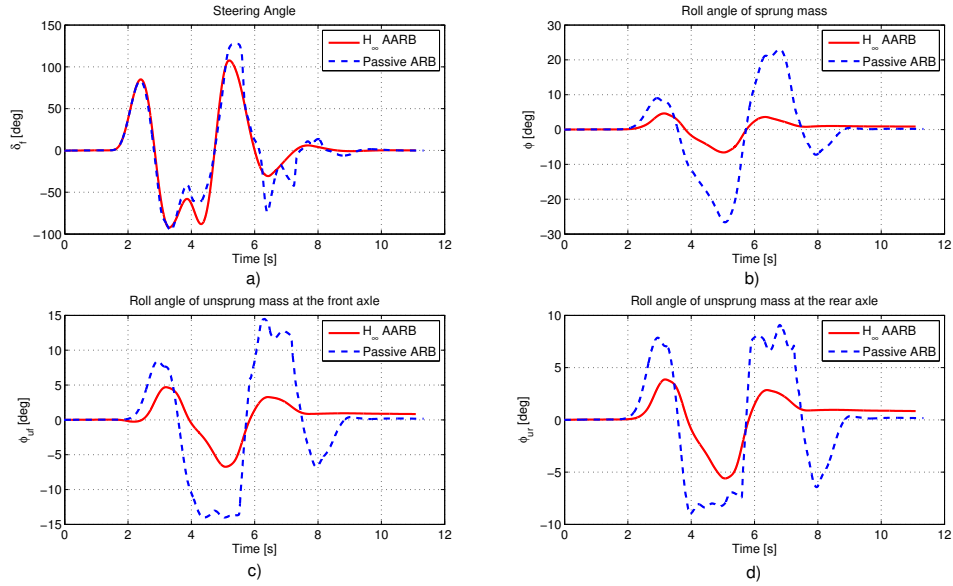 Steering Angle
150
100
50
0
−50
−100
0 2 4 6 8 10 12
δf [deg]
Time [s]
H∞ AARB
Passive ARB
a)
Roll angle of sprung mass
30
20
10
0
−10
−20
−30
0 2 4 6 8 10 12
ϕ [deg]
Time [s]
H∞ AARB
Passive ARB
b)
Roll angle of unsprung mass at the front axle
15
10
5
0
−5
−10
−15
0 2 4 6 8 10 12
ϕuf [deg]
Time [s]
H∞ AARB
Passive ARB
c)
Roll angle of unsprung mass at the rear axle
10
5
0
−5
−10
0 2 4 6 8 10 12
ϕur [deg]
Time [s]
H∞ AARB
Passive ARB
d)